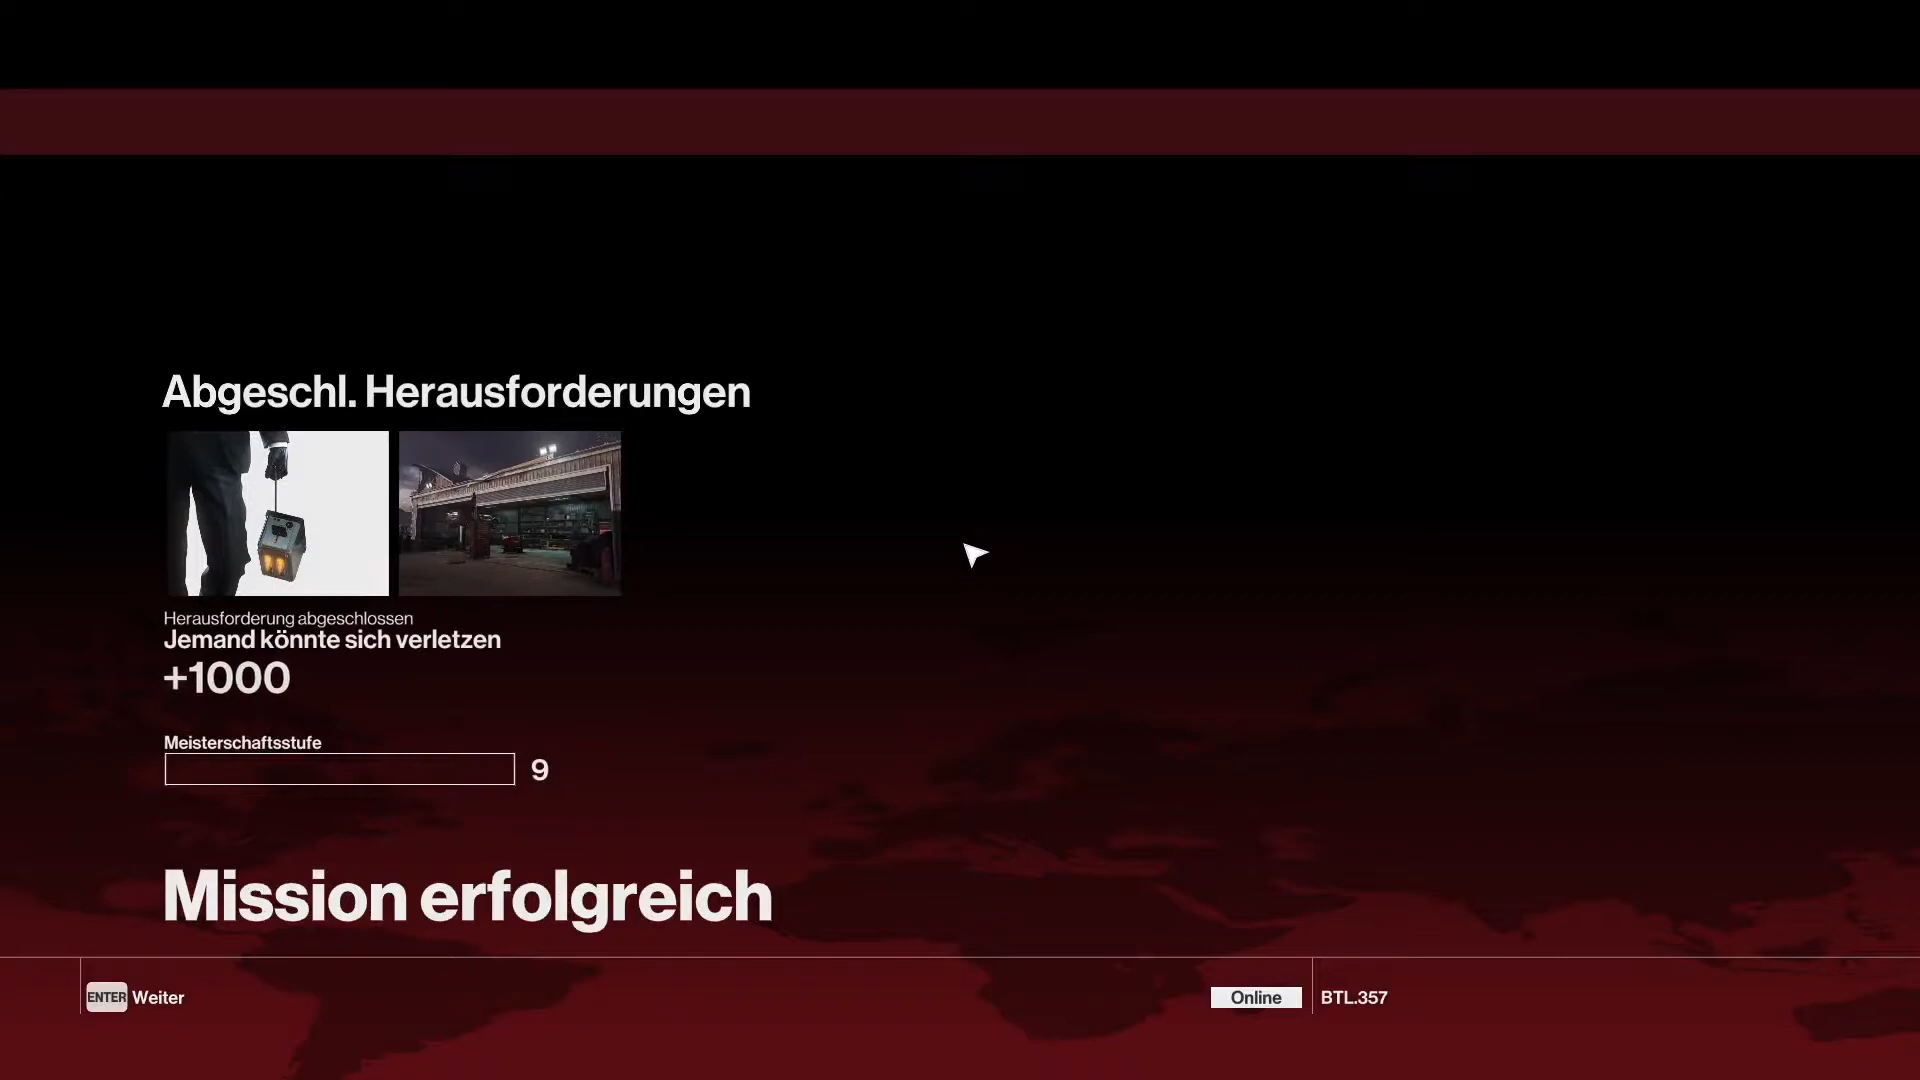 Abgeschl. Herausforderungen
Herausforderung abgeschlossen
Jemand könnte sich verletzen
+1000
Meisterschaftsstufe
9
Mission erfolgreich
ENTER Weiter
Online
BTL.357